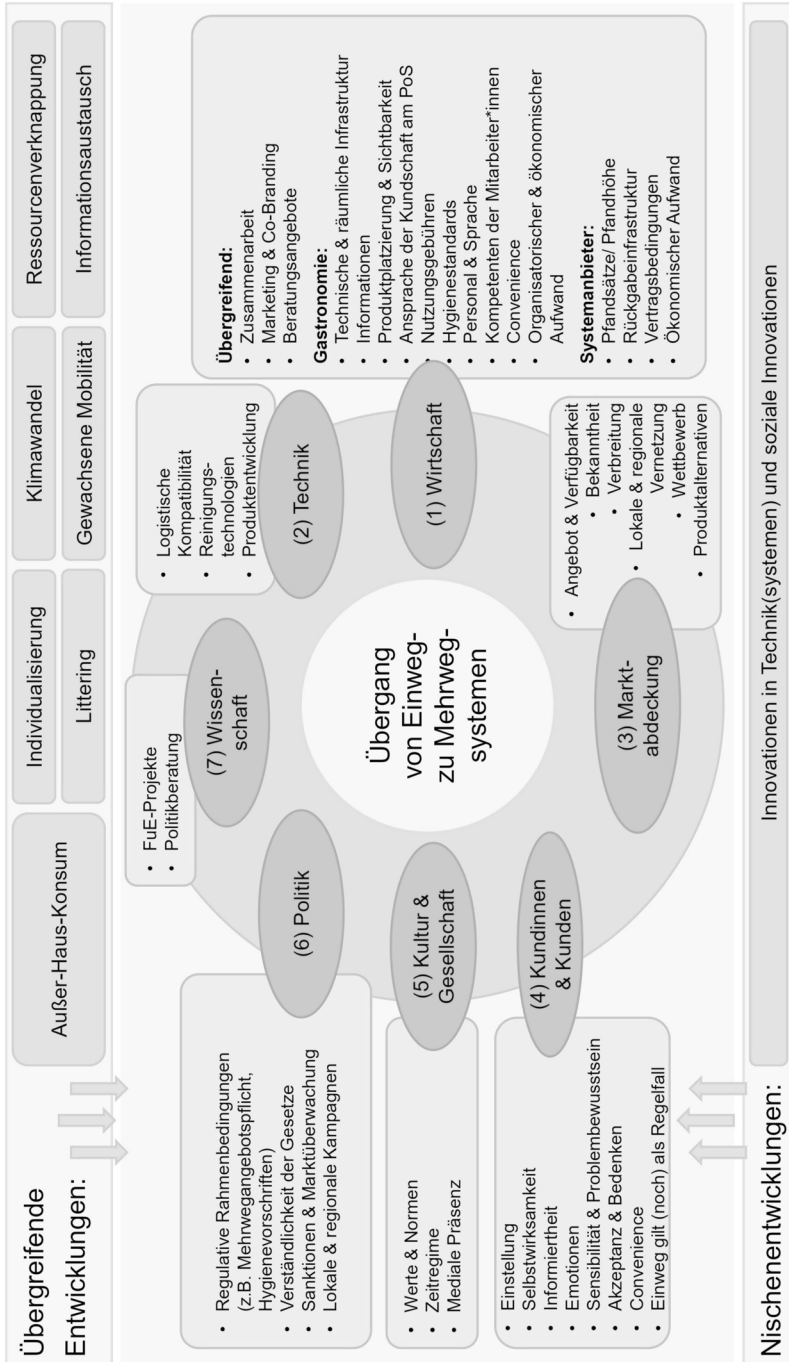 Übergreifende
Entwicklungen:
Außer-Haus-Konsum
Individualisierung
Klimawandel
Ressourcenverknappung
Littering
Gewachsene Mobilität
Informationsaustausch
• Regulative Rahmenbedingungen
(z.B. Mehrwegangebotspflicht,
Hygienevorschriften)
• Verständlichkeit der Gesetze
• Sanktionen & Marktüberwachung
• Lokale & regionale Kampagnen
(6) Politik
• FuE-Projekte
• Politikberatung
(7) Wissen-
schaft
• Logistische
Kompatibilität
• Reinigungs-
technologien
• Produktentwicklung
(2) Technik
Übergreifend:
• Zusammenarbeit
• Marketing & Co-Branding
• Beratungsangebote
Gastronomie:
• Technische & räumliche Infrastruktur
• Informationen
• Produktplatzierung & Sichtbarkeit
• Ansprache der Kundschaft am PoS
• Nutzungsgebühren
• Hygienestandards
• Personal & Sprache
• Kompetenten der Mitarbeiter*innen
• Convenience
• Organisatorischer & ökonomischer
Aufwand
Systemanbieter:
• Pfandsätze/ Pfandhöhe
• Rückgabeinfrastruktur
• Vertragsbedingungen
• Ökonomischer Aufwand
(1) Wirtschaft
Übergang
von Einweg-
zu Mehrweg-
systemen
• Werte & Normen
• Zeitregime
• Mediale Präsenz
(5) Kultur &
Gesellschaft
• Einstellung
• Selbstwirksamkeit
• Informiertheit
• Emotionen
• Sensibilität & Problembewusstsein
• Akzeptanz & Bedenken
• Convenience
• Einweg gilt (noch) als Regelfall
(4) Kundinnen
& Kunden
(3) Markt-
abdeckung
• Angebot & Verfügbarkeit
• Bekanntheit
• Verbreitung
• Lokale & regionale
Vernetzung
• Wettbewerb
• Produktalternativen
Nischenentwicklungen:
Innovationen in Technik(systemen) und soziale Innovationen